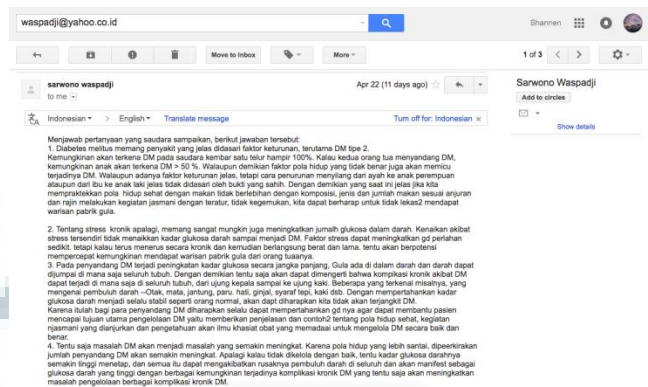 waspadji@yahoo.co.id
Shannen
Move to Inbox
More
1 of 3
sarwono waspadji
to me
Apr 22 (11 days ago)
Sarwono Waspadji
Add to circles
Show details
Indonesian > English Translate message
Turn off for: Indonesian x
Menjawab pertanyaan yang saudara sampaikan, berikut jawaban tersebut:
1. Diabetes melitus memang penyakit yang jelas didasari faktor keturunan, terutama DM tipe 2.
Kemungkinan akan terkena DM pada saudara kembar satu telur hampir 100%. Kalau kedua orang tua menyandang DM,
kemungkinan anak akan terkena DM > 50 %. Walaupun demikian faktor pola hidup yang tidak benar juga akan memicu
terjadinya DM. Walaupun adanya faktor keturunan jelas, tetapi kecenderungan menyilang dari ayah ke anak perempuan
ataupun dari ibu ke anak laki jelas tidak didasari oleh bukti yang sahih. Dengan demikian yang saat ini jelas jika kita
mempraktekkan pola hidup sehat dengan makan tidak berlebihan dengan komposisi, jenis dan jumlah makan sesuai anjuran
dan rajin melakukan kegiatan jasmani dengan teratur, tidak kegemukan, kita dapat berharap untuk tidak lekas2 mendapat
warisan pabrik gula.
2. Tentang stress kronik apalagi, memang sangat mungkin juga meningkatkan jumalh glukosa dalam darah. Kenaikan akibat
stress tersendiri tidak menaikkan kadar glukosa darah sampai menjadi DM. Faktor stress dapat meningkatkan gd perlahan
sedikit. tetapi kalau terus menerus secara kronik dan kemudian berlangsung berat dan lama. tentu akan berpotensi
mempercepat kemungkinan mendapat warisan pabrik gula dari orang tuaanya.
3. Pada penyandang DM terjadi peningkatan kadar glukosa secara jangka panjang, Gula ada di dalam darah dan darah dapat
dijumpai di mana saja seluruh tubuh. Dengan demikian tentu saja akan dapat dimengerti bahwa komplikasi kronik akibat DM
dapat terjadi di mana saja di seluruh tubuh, dari ujung kepala sampai ke ujung kaki. Beberapa yang terkenal misalnya, yang
mengenai pembuluh darah --Otak, mata, jantung, paru. hati, ginjal, syaraf tepi, kaki dsb. Dengan mempertahankan kadar
glukosa darah menjadi selalu stabil seperti orang normal, akan dapt diharapkan kita tidak akan terjangkit DM.
Karena itulah bagi para penyandang DM diharapkan selalu dapat mempertahankan gd nya agar dapat membantu pasien
mencapai tujuan utama pengelolaan DM yaitu memberikan penjelasan dan contoh2 tentang pola hidup sehat, kegiatan
njasmani yang dianjurkan dan pengetahuan akan ilmu khasiat obat yang memadaai untuk mengelola DM secara baik dan
benar.
4. Tentu saja masalah DM akan menjadi masalah yang semakin meningkat. Karena pola hidup yang lebih santai, diperkirakan
jumlah penyandang DM akan semakin meningkat. Apalagi kalau tidak dikelola dengan baik, tentu kadar glukosa darahnya
semakin tinggi menetap, dan semua itu dapat mengakibatkan rusaknya pembuluh darah di seluruh dan akan manifest sebagai
glukosa darah yang tinggi dengan berbagai kemungkinan terjadinya komplikasi kronik DM yang tentu saja akan meningkatkan
masalah pengelolaan berbagai komplikasi kronik DM.